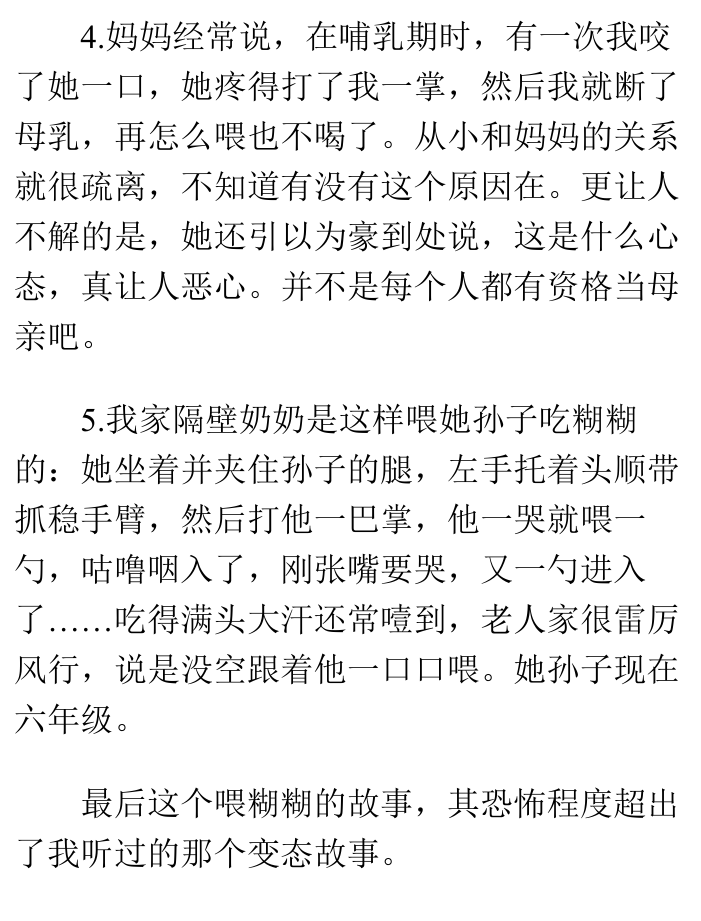 4.妈妈经常说，在哺乳期时，有一次我咬
了她一口，她疼得打了我一掌，然后我就断了
母乳，再怎么喂也不喝了。从小和妈妈的关系
就很疏离，不知道有没有这个原因在。更让人
不解的是，她还引以为豪到处说，这是什么心
态，真让人恶心。并不是每个人都有资格当母
亲吧。
5.我家隔壁奶奶是这样喂她孙子吃糊糊
的：她坐着并夹住孙子的腿，左手托着头顺带
抓稳手臂，然后打他一巴掌，他一哭就喂一
勺，咕噜咽入了，刚张嘴要哭，又一勺进入
了……吃得满头大汗还常噎到，老人家很雷厉
风行，说是没空跟着他一口口喂。她孙子现在
六年级。
最后这个喂糊糊的故事，其恐怖程度超出
了我听过的那个变态故事。